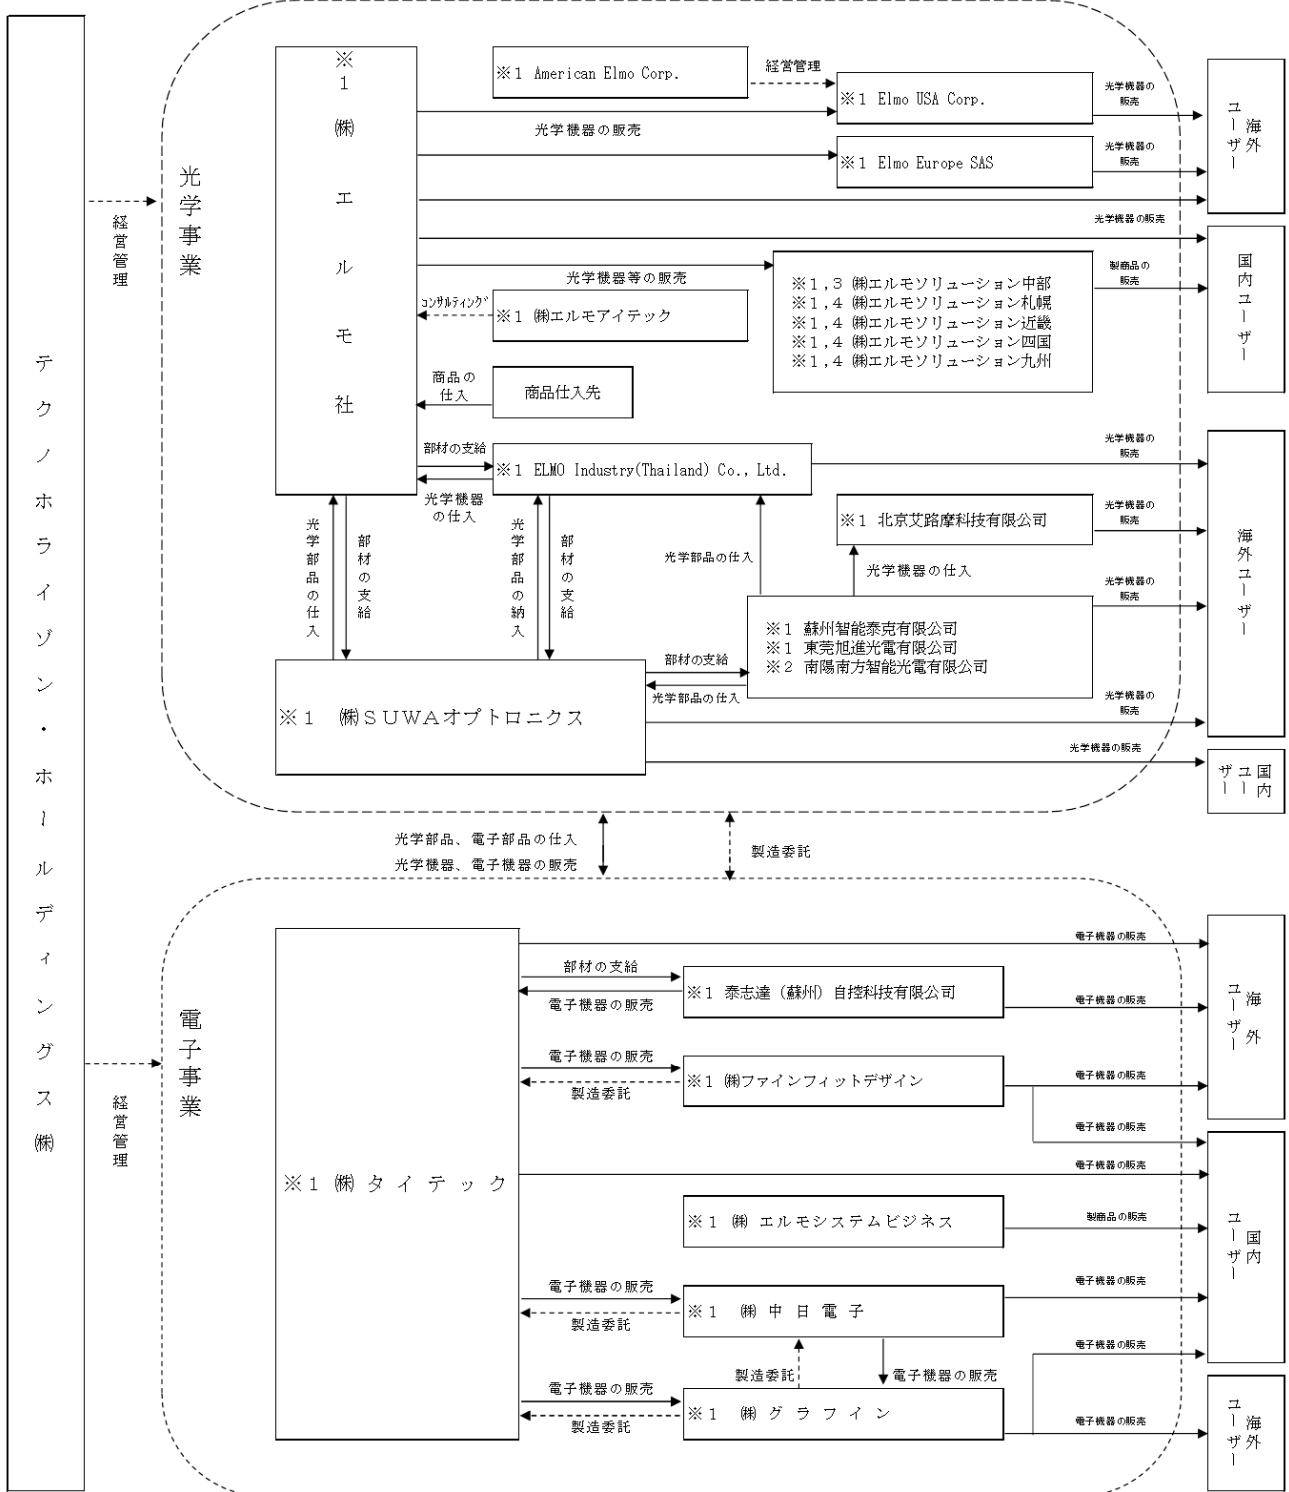 テクノホライゾン・ホールディングス㈱
経営管理
光学事業
※1 ㈱エルモ社
※1 American Elmo Corp.
経営管理
※1 Elmo USA Corp.
光学機器の
販売
光学機器の販売
※1 Elmo Europe SAS
光学機器の
販売
海外
ユーザー
光学機器の販売
国内ユーザー
光学機器等の販売
※1,3 ㈱エルモソリューション中部
※1,4 ㈱エルモソリューション札幌
※1,4 ㈱エルモソリューション近畿
※1,4 ㈱エルモソリューション四国
※1,4 ㈱エルモソリューション九州
製商品の
販売
コンサルティング
※1 ㈱エルモアイテック
商品の
仕入
商品仕入先
部材の支給
※1 ELMO Industry(Thailand) Co., Ltd.
光学機器
の仕入
光学機器の
販売
海外ユーザー
※1 北京艾路摩科技有限公司
光学機器の
販売
光学部品の仕入
部材の支給
光学部品の納入
部材の支給
光学部品の仕入
光学機器の仕入
光学機器の
販売
※1 蘇州智能泰克有限公司
※1 東莞旭進光電有限公司
※2 南陽南方智能光電有限公司
部材の支給
光学部品の仕入
※1 ㈱SUWAオプトロニクス
光学機器の
販売
光学機器の販売
国内
ユー
ザー
光学部品、電子部品の仕入
光学機器、電子機器の販売
製造委託
経営管理
電子事業
※1 ㈱タイテック
電子機器の販売
海外
ユーザー
部材の支給
※1 泰志達（蘇州）自控科技有限公司
電子機器の販売
電子機器の販売
電子機器の販売
※1 ㈱ファインフィットデザイン
製造委託
電子機器の販売
電子機器の販売
電子機器の販売
国内
ユーザー
※1 ㈱ エルモシステムビジネス
製商品の販売
電子機器の販売
※1 ㈱ 中日電子
製造委託
電子機器の販売
製造委託
電子機器の販売
電子機器の販売
電子機器の販売
※1 ㈱グラフイン
製造委託
電子機器の販売
海外
ユーザー